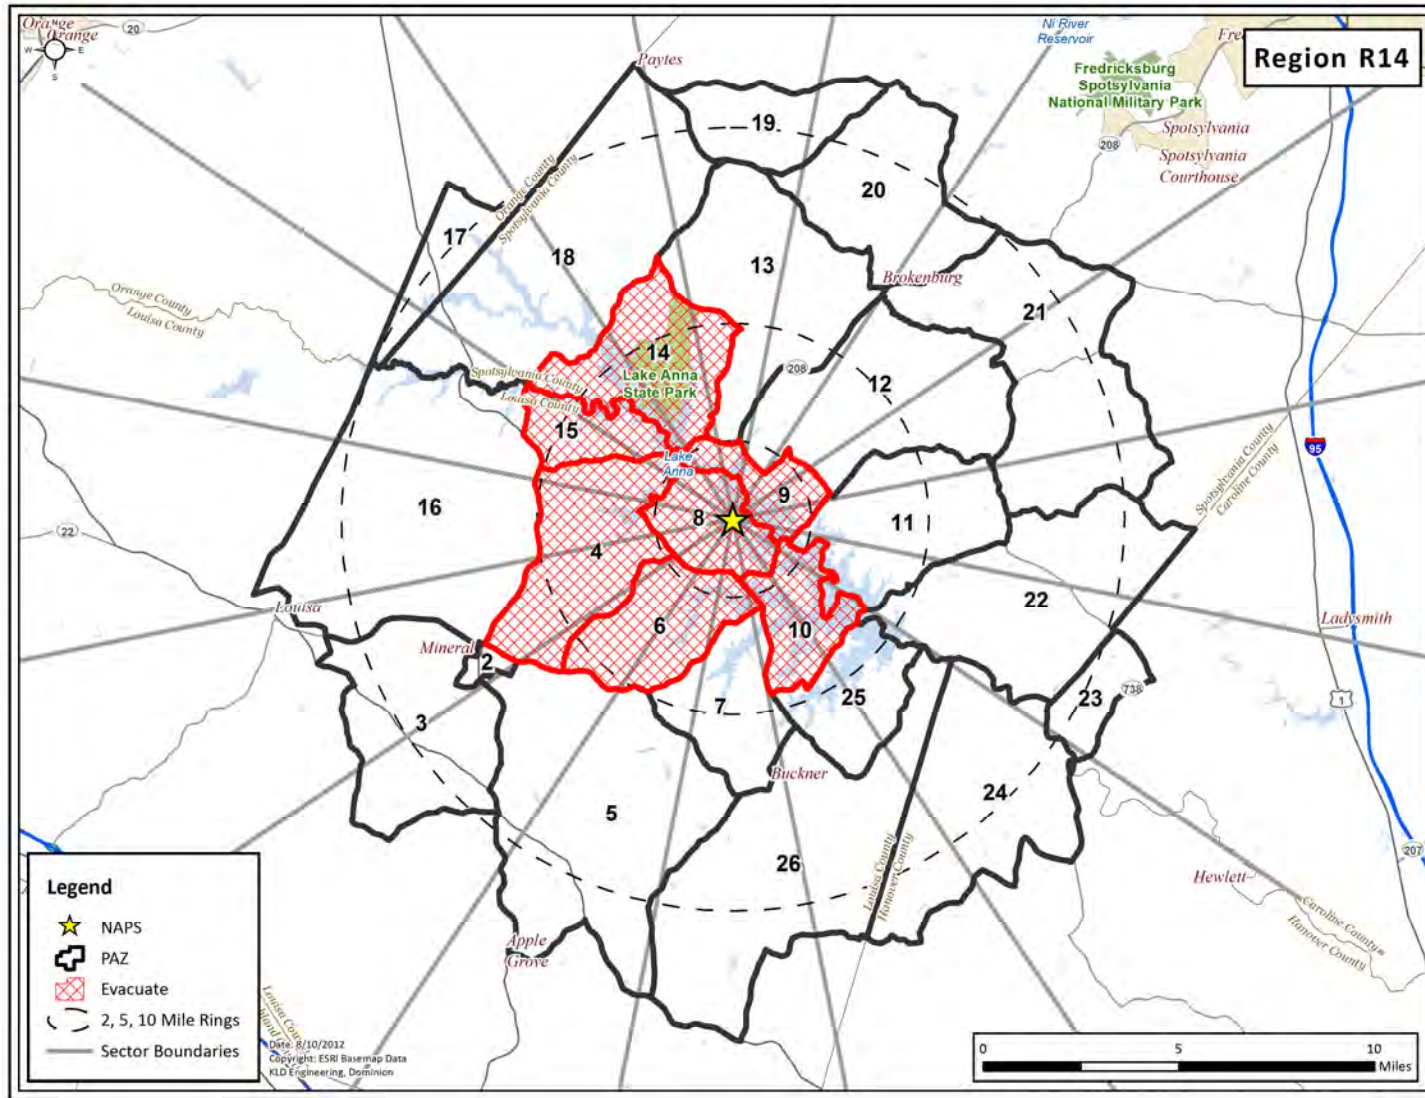 Orange
Orange
N
W E
S
20
Paytes
Ni River
Reservoir
Region R14
Fredricksburg
Spotsylvania
National Military Park
Spotsylvania
Spotsylvania
Courthouse
208
19
20
17
Orange County
Spotsylvania County
18
13
Brokenburg
21
Orange County
Louisa County
14
Lake Anna
State Park
208
12
Spotsylvania County
Louisa County
15
Lake
Anna
95
Spotsylvania County
Caroline County
16
9
8
11
22
4
22
Louisa
Ladysmith
6
10
Mineral
2
1
3
7
25
23
738
Buckner
5
24
26
Louisa County
Hanover County
207
Hewlett
Caroline County
Hanover County
Apple
Grove
Legend
NAPS
PAZ
Evacuate
2, 5, 10 Mile Rings
Sector Boundaries
Date: 8/10/2012
Copyright: ESRI Basemap Data
KLD Engineering, Dominion
0 5 10
Miles